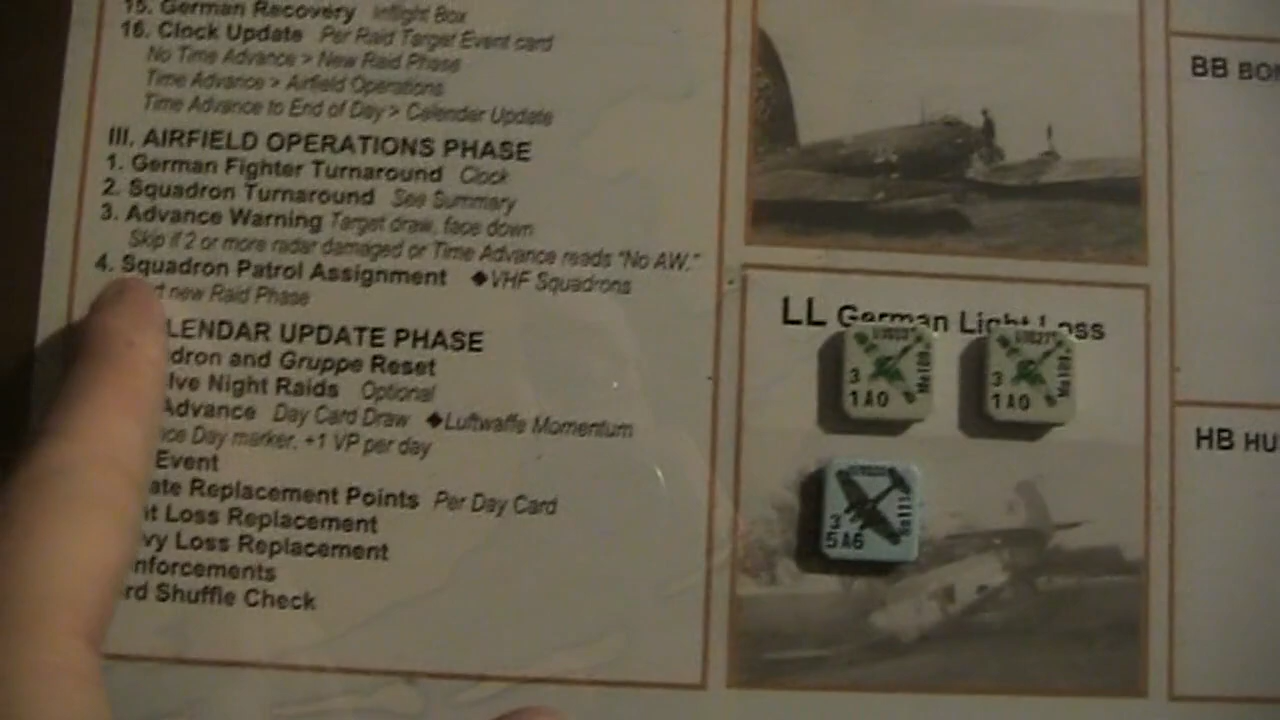 15. German Recovery Inflight Box
16. Clock Update Per Raid Target Event card
No Time Advance > New Raid Phase
Time Advance > Airfield Operations
Time Advance to End of Day > Calender Update
III. AIRFIELD OPERATIONS PHASE
1. German Fighter Turnaround Clock
2. Squadron Turnaround See Summary
3. Advance Warning Target draw, face down
Skip if 2 or more radar damaged or Time Advance reads "No AW."
4. Squadron Patrol Assignment ◆VHF Squadrons
new Raid Phase
LENDAR UPDATE PHASE
dron and Gruppe Reset
lve Night Raids Optional
Advance Day Card Draw ◆Luftwaffe Momentum
ce Day marker, +1 VP per day
Event
ate Replacement Points Per Day Card
t Loss Replacement
vy Loss Replacement
nforcements
rd Shuffle Check
LL German Light Loss
3
1A0
3
1A0
3
5A6
BB BO
HB HU